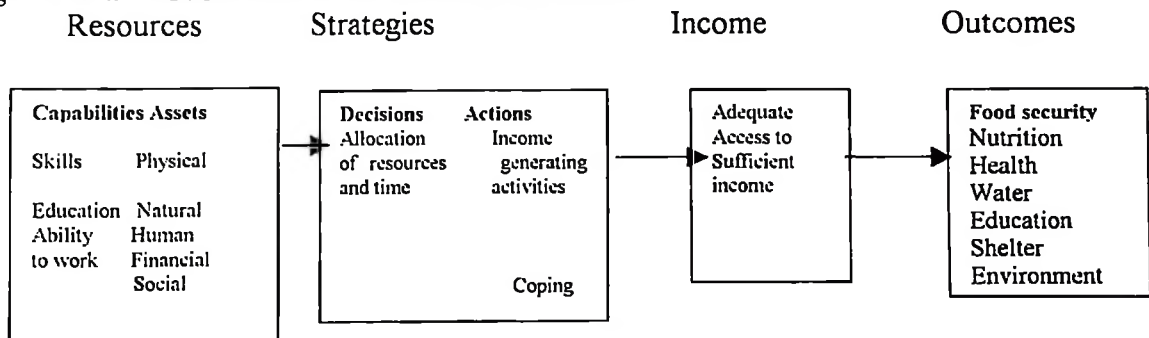 Resources Strategies Income Outcomes
Capabilities Assets
Skills Physical
Education Natural
Ability Human
to work Financial
Social
Decisions Actions
Allocation Income
of resources generating
and time activities
Coping
Adequate
Access to
Sufficient
income
Food security
Nutrition
Health
Water
Education
Shelter
Environment